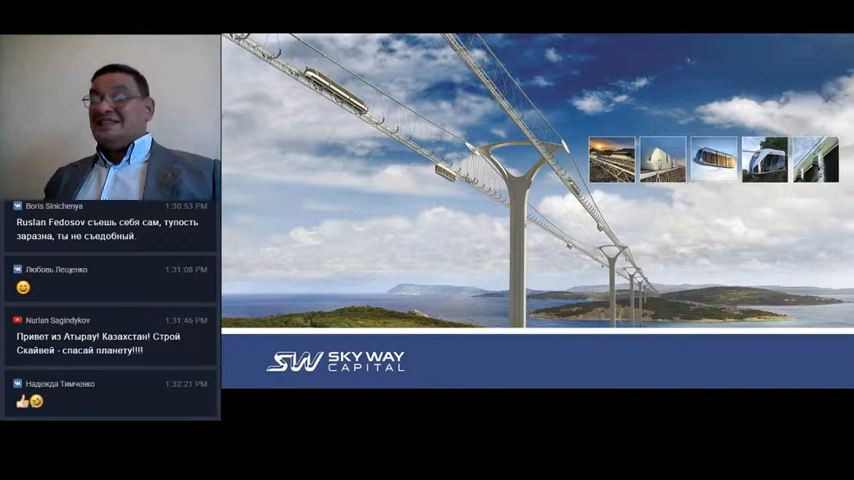 Boris Sinichenya 1:30:53 PM
Ruslan Fedosov съешь себя сам, тупость
заразна, ты не съедобный.
Любовь Лещенко 1:31:08 PM
Nurlan Sagindykov 1:31:46 PM
Привет из Атырау! Казахстан! Строй
Скайвей - спасай планету!!!!
Надежда Тимченко 1:32:21 PM
SW SKY WAY
CAPITAL